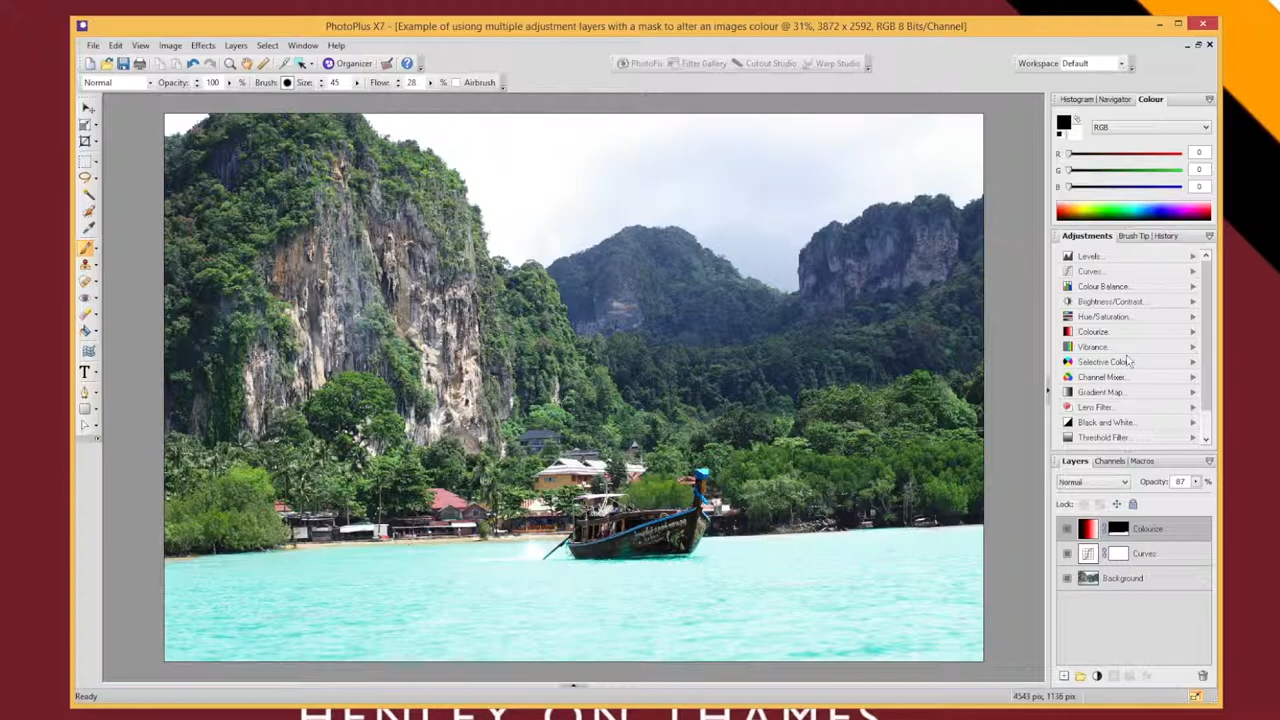 PhotoPlus X7 - [Example of usiong multiple adjustment layers with a mask to alter an images colour @ 31%, 3872 x 2592, RGB 8 Bits/Channel]
File Edit View Image Effects Layers Select Window Help
Organizer PhotoFix Filter Gallery Cutout Studio Warp Studio Workspace Default
Normal Opacity: 100 % Brush: Size: 45 Flow: 28 % Airbrush
Histogram | Navigator Colour
RGB
R 0
G 0
B 0
Adjustments Brush Tip | History
Levels...
Curves...
Colour Balance...
Brightness/Contrast...
Hue/Saturation...
Colourize.
Vibrance...
Selective Colour
Channel Mixer...
Gradient Map...
Lens Filter...
Black and White...
Threshold Filter...
Layers Channels | Macros
Normal Opacity: 87 %
Lock:
Colourize
Curves
Background
T
Ready 4543 pix, 1136 pix
HENLEY ON THAMES